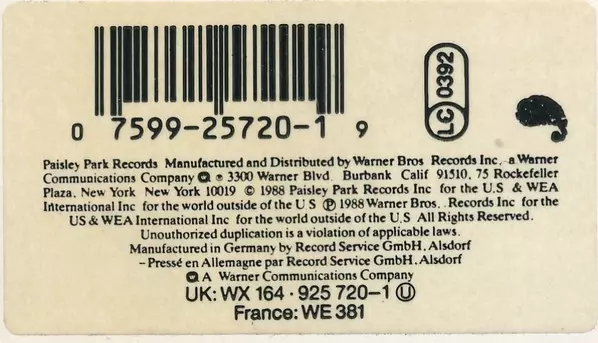 LC 0392
0 7599-25720-1 9
Paisley Park Records Manufactured and Distributed by Warner Bros Records Inc. a Warner
Communications Company ® 3300 Warner Blvd. Burbank Calif 91510, 75 Rockefeller
Plaza, New York New York 10019 © 1988 Paisley Park Records Inc for the U.S & WEA
International Inc for the world outside of the U S ℗ 1988 Warner Bros. Records Inc for the
US & WEA International Inc for the world outside of the U.S All Rights Reserved.
Unouthorized duplication is a violation of applicable laws.
Manufactured in Germany by Record Service GmbH, Alsdorf
- Pressé en Allemagne par Record Service GmbH, Alsdorf
A Warner Communications Company
UK: WX 164 · 925 720-1 Ⓤ
France: WE 381